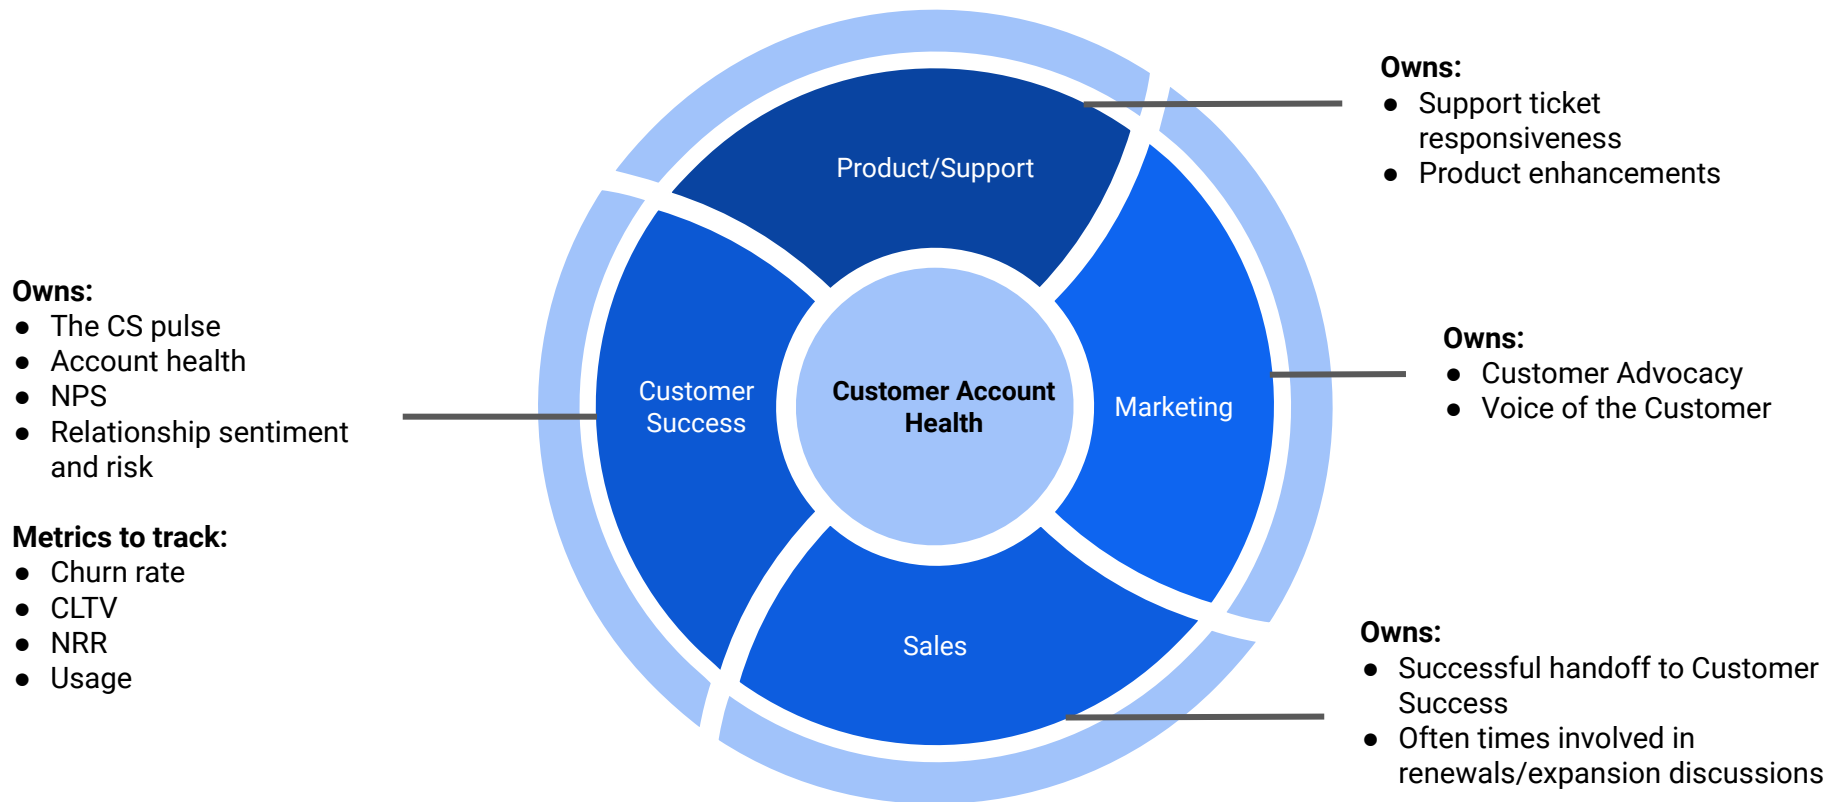 Owns:
● Support ticket
responsiveness
● Product enhancements
Product/Support
Owns:
● The CS pulse
● Account health
● NPS
● Relationship sentiment
and risk
Metrics to track:
● Churn rate
● CLTV
● NRR
● Usage
Customer
Success
Customer Account
Health
Marketing
Owns:
● Customer Advocacy
● Voice of the Customer
Sales
Owns:
● Successful handoff to Customer
Success
● Often times involved in
renewals/expansion discussions